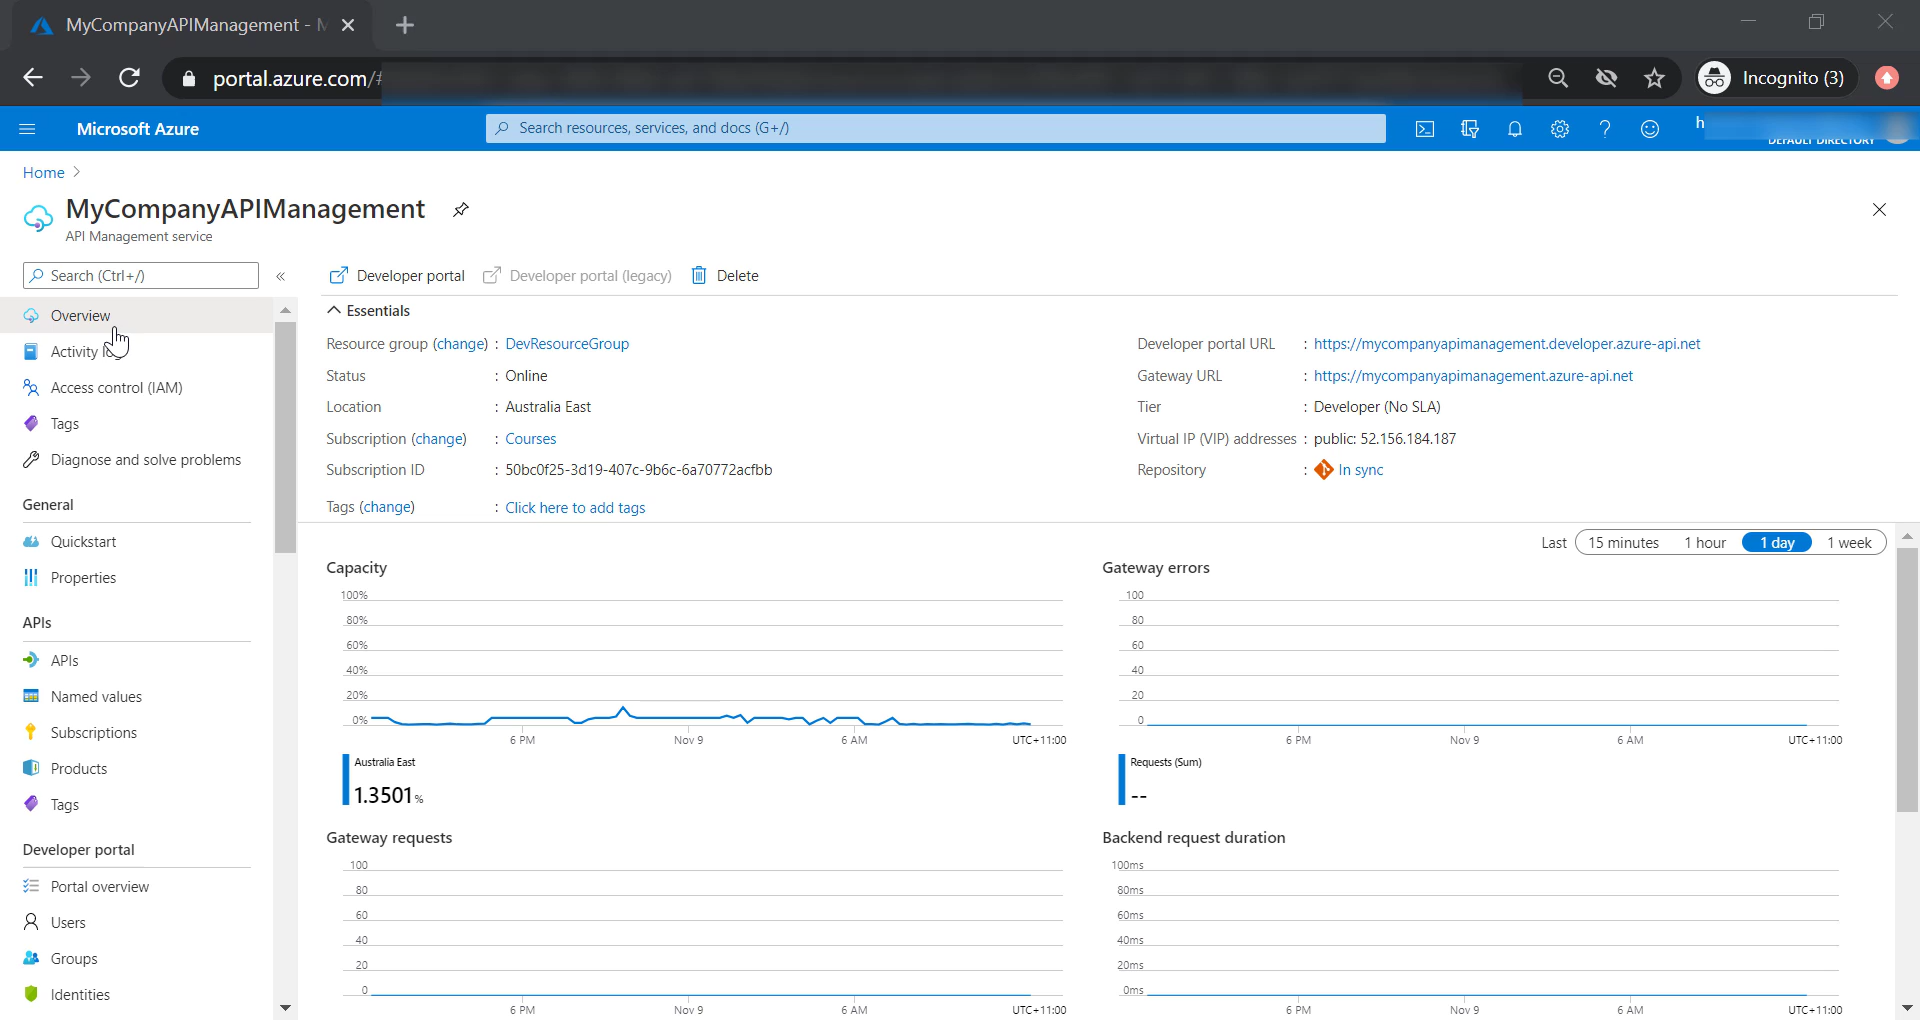 MyCompanyAPIManagement - M
portal.azure.com/#
Incognito (3)
Microsoft Azure
Search resources, services, and docs (G+/)
h
DEFAULT DIRECTORY
Home >
MyCompanyAPIManagement
API Management service
Search (Ctrl+/)
«
Developer portal
Developer portal (legacy)
Delete
Overview
Activity
Access control (IAM)
Tags
Diagnose and solve problems
General
Quickstart
Properties
APIs
APIs
Named values
Subscriptions
Products
Tags
Developer portal
Portal overview
Users
Groups
Identities
Essentials
Resource group (change) : DevResourceGroup
Status : Online
Location : Australia East
Subscription (change) : Courses
Subscription ID : 50bc0f25-3d19-407c-9b6c-6a70772acfbb
Tags (change) : Click here to add tags
Developer portal URL : https://mycompanyapimanagement.developer.azure-api.net
Gateway URL : https://mycompanyapimanagement.azure-api.net
Tier : Developer (No SLA)
Virtual IP (VIP) addresses : public: 52.156.184.187
Repository : In sync
Last 15 minutes 1 hour 1 day 1 week
Capacity
100%
80%
60%
40%
20%
0%
6 PM Nov 9 6 AM UTC+11:00
Australia East
1.3501%
Gateway errors
100
80
60
40
20
0
6 PM Nov 9 6 AM UTC+11:00
Requests (Sum)
--
Gateway requests
100
80
60
40
20
0
6 PM Nov 9 6 AM UTC+11:00
Backend request duration
100ms
80ms
60ms
40ms
20ms
0ms
6 PM Nov 9 6 AM UTC+11:00